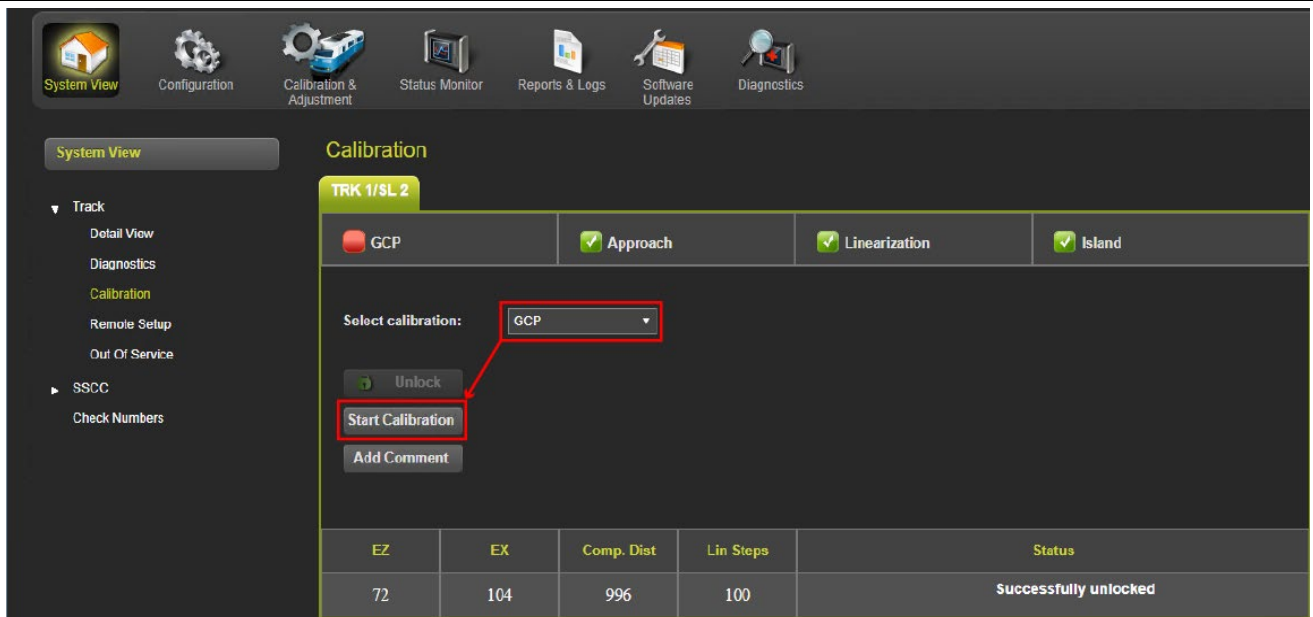 System View
Configuration
Calibration &
Adjustment
Status Monitor
Reports & Logs
Software
Updates
Diagnostics
System View
Track
Detail View
Diagnostics
Calibration
Remote Setup
Out Of Service
SSCC
Check Numbers
Calibration
TRK 1/SL 2
GCP
Approach
Linearization
Island
Select calibration:
GCP
Unlock
Start Calibration
Add Comment
EZ EX Comp. Dist Lin Steps Status
72 104 996 100 Successfully unlocked